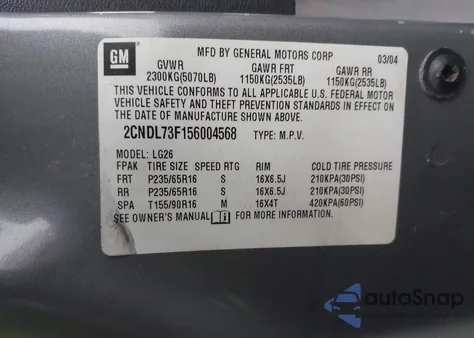 GM
MFD BY GENERAL MOTORS CORP 03/04
GVWR GAWR FRT GAWR RR
2300KG(5070LB) 1150KG(2535LB) 1150KG(2535LB)
THIS VEHICLE CONFORMS TO ALL APPLICABLE U.S. FEDERAL MOTOR
VEHICLE SAFETY AND THEFT PREVENTION STANDARDS IN EFFECT ON
THE DATE OF MANUFACTURE SHOWN ABOVE.
2CNDL73F156004568 TYPE: M.P.V.
MODEL: LG26
FPAK TIRE SIZE SPEED RTG RIM COLD TIRE PRESSURE
FRT P235/65R16 S 16X6.5J 210KPA(30PSI)
RR P235/65R16 S 16X6.5J 210KPA(30PSI)
SPA T155/90R16 M 16X4T 420KPA(60PSI)
SEE OWNER'S MANUAL FOR MORE INFORMATION.
autoSnap